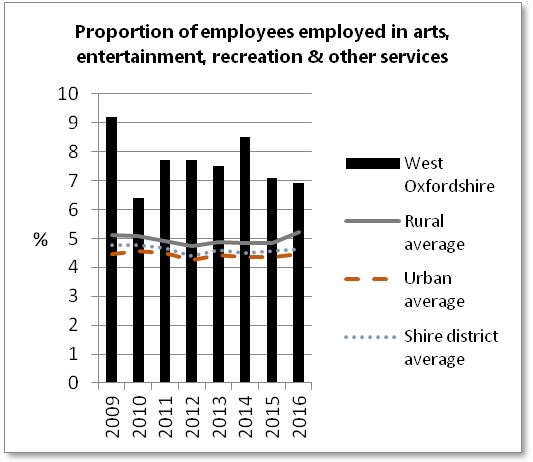 Proportion of employees employed in arts,
entertainment, recreation & other services
10
9
8
7
6
5
4
3
2
1
0
%
2009
2010
2011
2012
2013
2014
2015
2016
West
Oxfordshire
Rural
average
Urban
average
Shire district
average